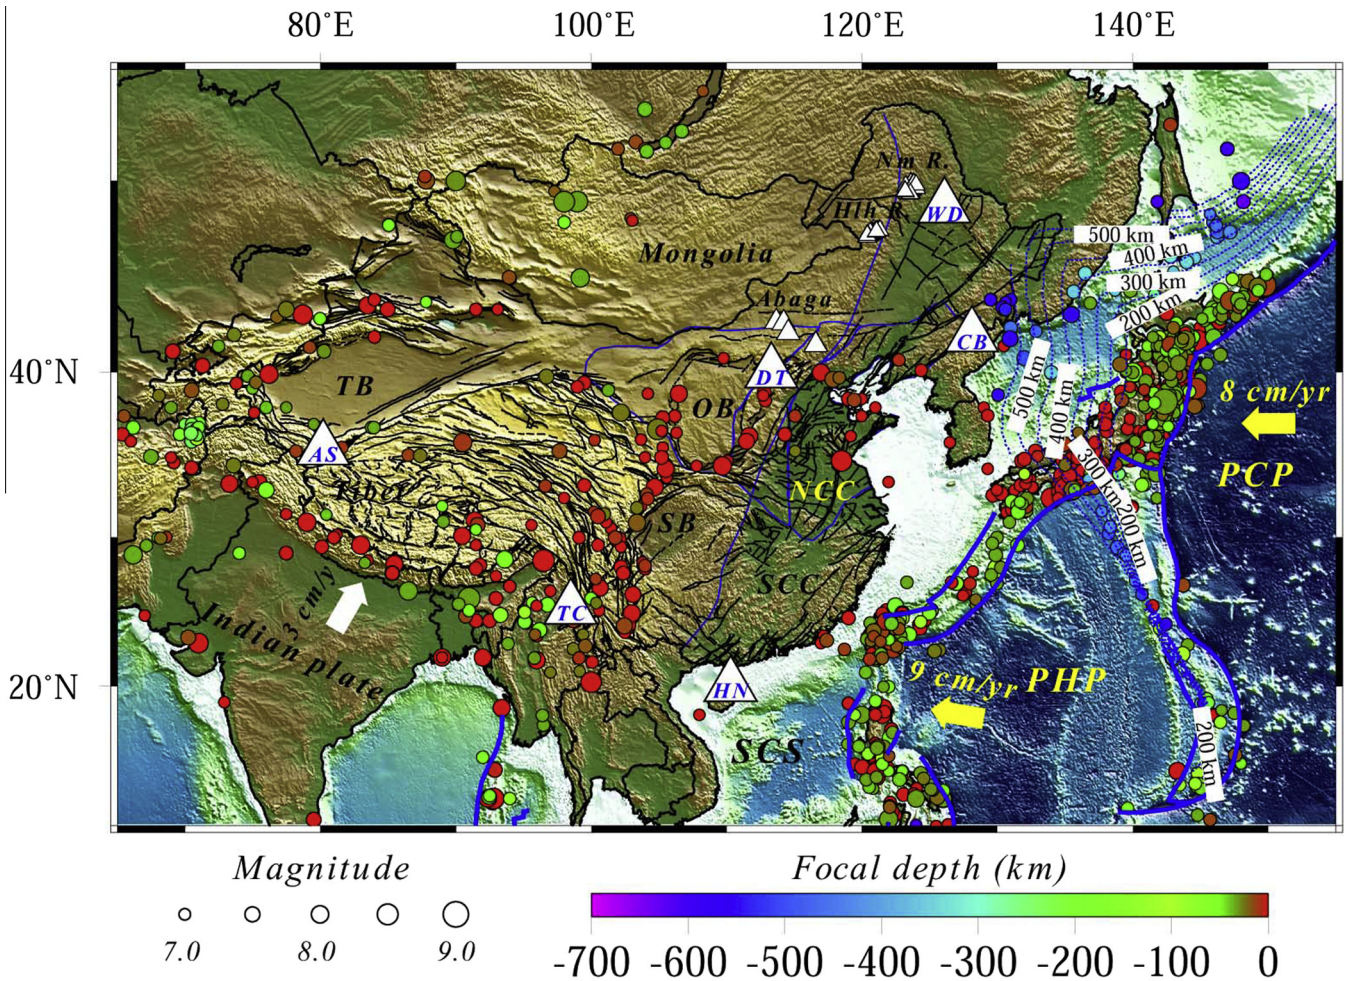 80°E 100°E 120°E 140°E
Nm R.
WD
Hlh R.
500 km
400 km
Mongolia
300 km
Abaga
200 km
CB
40°N
TB
DT
OB
500 km
400 km
8 cm/yr
AS
PCP
Tibet
NCC
300 km
SB
200 km
SCC
3 cm/y
TC
Indian plate
20°N
HN
9 cm/yr PHP
SCS
200 km
Magnitude
7.0 8.0 9.0
Focal depth (km)
-700 -600 -500 -400 -300 -200 -100 0